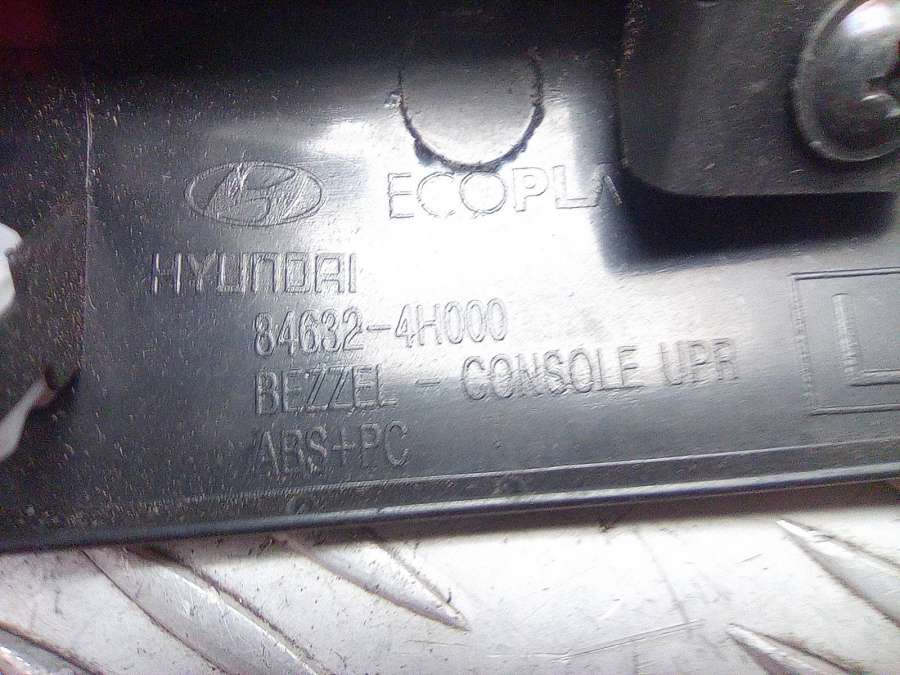 ECOPLA
HYUNDAI
84632-4H000
BEZZEL - CONSOLE UPR
ABS+PC
L